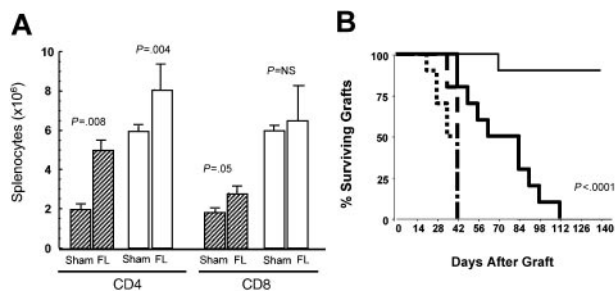 A
Splenocytes (x10⁶)
10
8
6
4
2
0
P=.008
P=.004
P=.05
P=NS
Sham FL Sham FL Sham FL Sham FL
CD4 CD8
B
% Surviving Grafts
100
75
50
25
0
P<.0001
0 14 28 42 56 70 84 98 112 126 140
Days After Graft